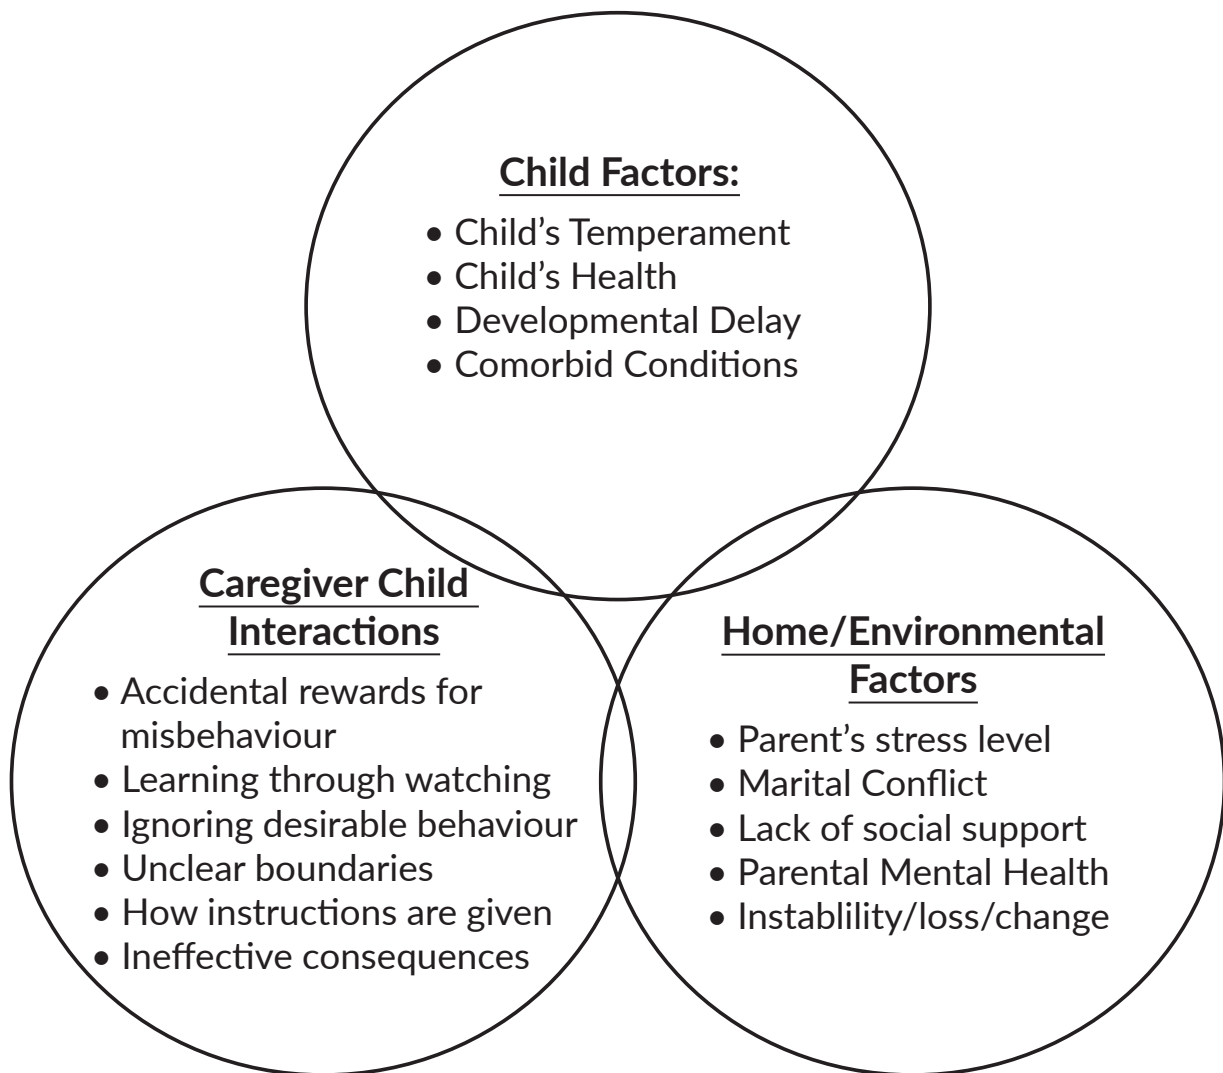 Child Factors:
• Child’s Temperament
• Child’s Health
• Developmental Delay
• Comorbid Conditions
Caregiver Child
Interactions
• Accidental rewards for
misbehaviour
• Learning through watching
• Ignoring desirable behaviour
• Unclear boundaries
• How instructions are given
• Ineffective consequences
Home/Environmental
Factors
• Parent’s stress level
• Marital Conflict
• Lack of social support
• Parental Mental Health
• Instablility/loss/change